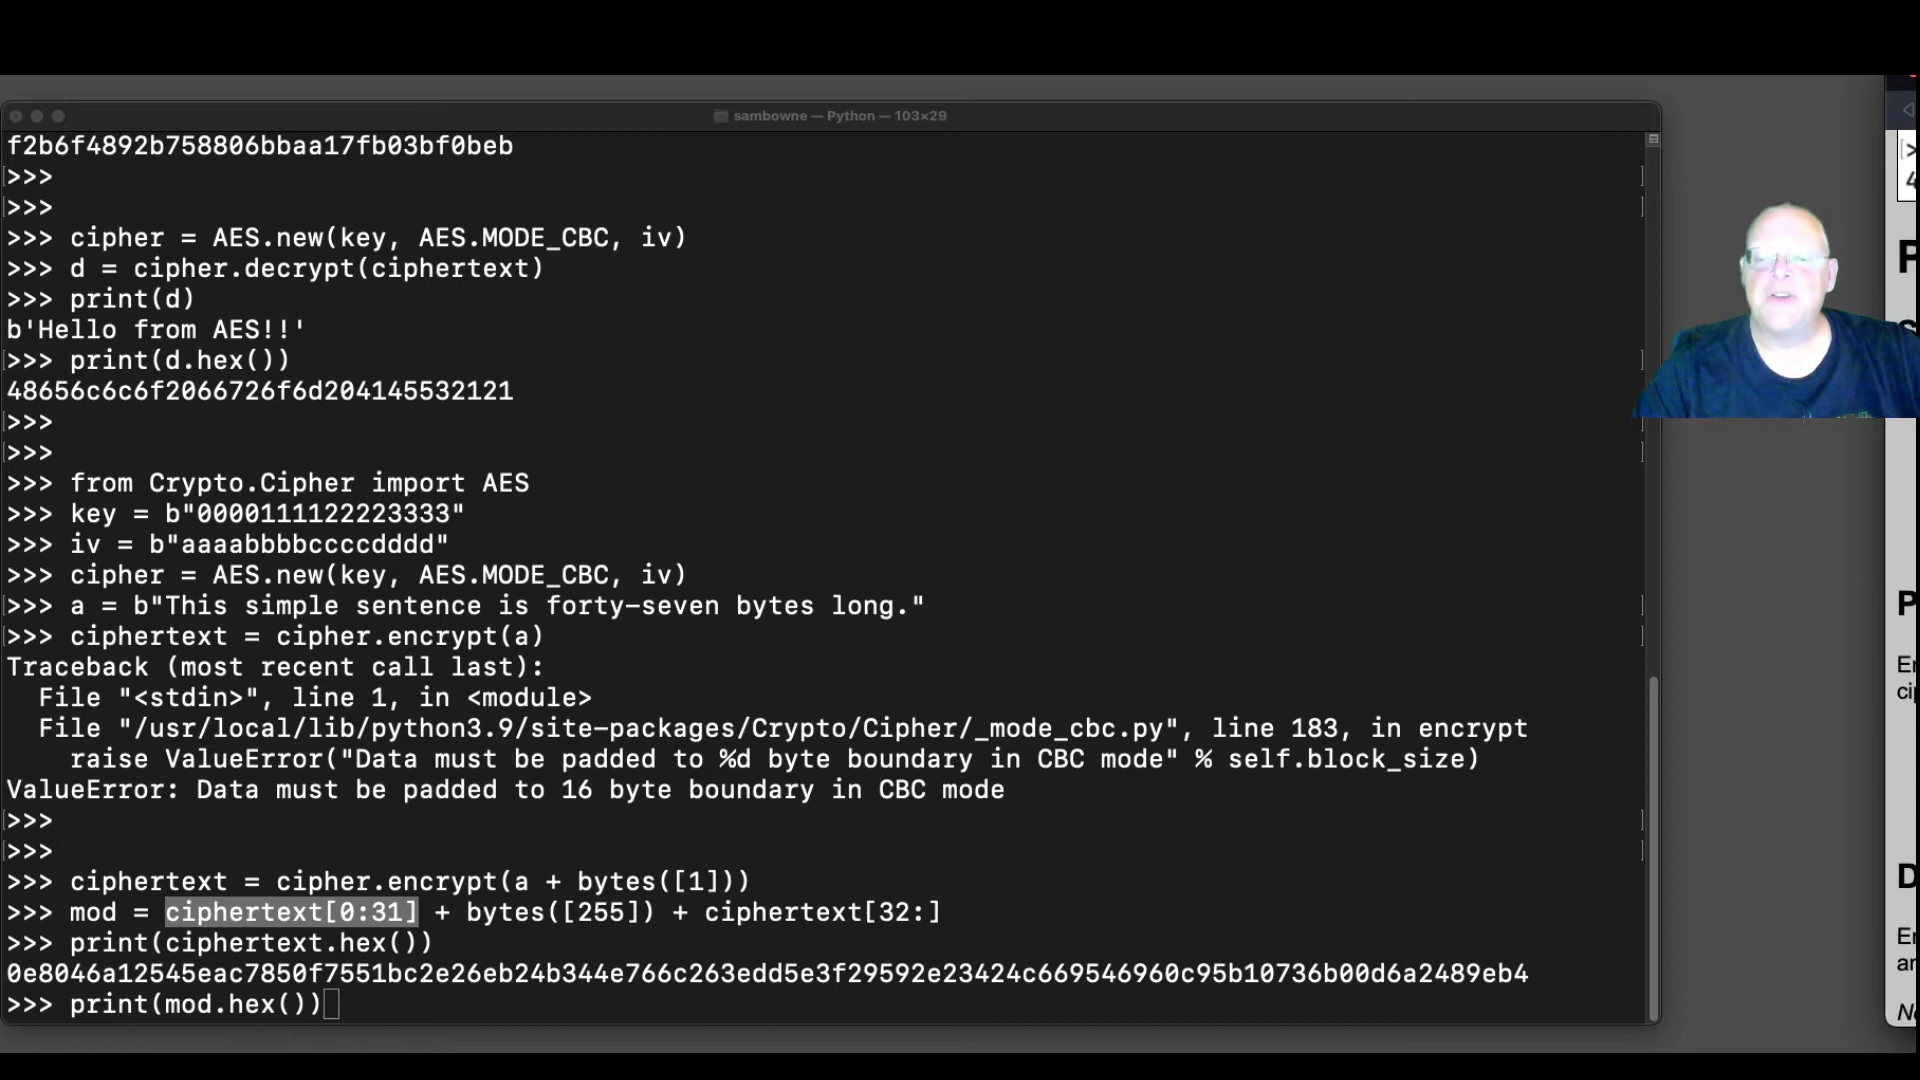 sambowne — Python — 103×29
f2b6f4892b758806bbaa17fb03bf0beb
>>>
>>>
>>> cipher = AES.new(key, AES.MODE_CBC, iv)
>>> d = cipher.decrypt(ciphertext)
>>> print(d)
b'Hello from AES!!'
>>> print(d.hex())
48656c6c6f2066726f6d204145532121
>>>
>>>
>>> from Crypto.Cipher import AES
>>> key = b"0000111122223333"
>>> iv = b"aaaabbbbccccdddd"
>>> cipher = AES.new(key, AES.MODE_CBC, iv)
>>> a = b"This simple sentence is forty-seven bytes long."
>>> ciphertext = cipher.encrypt(a)
Traceback (most recent call last):
  File "<stdin>", line 1, in <module>
  File "/usr/local/lib/python3.9/site-packages/Crypto/Cipher/_mode_cbc.py", line 183, in encrypt
    raise ValueError("Data must be padded to %d byte boundary in CBC mode" % self.block_size)
ValueError: Data must be padded to 16 byte boundary in CBC mode
>>>
>>>
>>> ciphertext = cipher.encrypt(a + bytes([1]))
>>> mod = ciphertext[0:31] + bytes([255]) + ciphertext[32:]
>>> print(ciphertext.hex())
0e8046a12545eac7850f7551bc2e26eb24b344e766c263edd5e3f29592e23424c669546960c95b10736b00d6a2489eb4
>>> print(mod.hex())